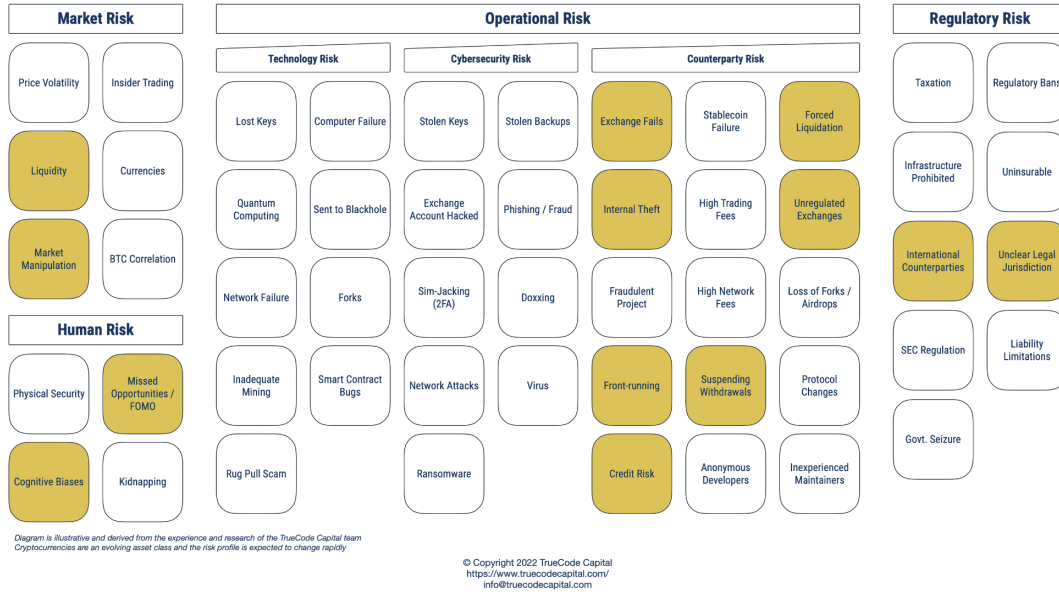 Market Risk
Price Volatility
Insider Trading
Liquidity
Currencies
Market
Manipulation
BTC Correlation
Human Risk
Physical Security
Missed
Opportunities /
FOMO
Cognitive Biases
Kidnapping
Operational Risk
Technology Risk
Lost Keys
Computer Failure
Quantum
Computing
Sent to Blackhole
Network Failure
Forks
Inadequate
Mining
Smart Contract
Bugs
Rug Pull Scam
Cybersecurity Risk
Stolen Keys
Stolen Backups
Exchange
Account Hacked
Phishing / Fraud
Sim-Jacking
(2FA)
Doxxing
Network Attacks
Virus
Ransomware
Counterparty Risk
Exchange Fails
Stablecoin
Failure
Forced
Liquidation
Internal Theft
High Trading
Fees
Unregulated
Exchanges
Fraudulent
Project
High Network
Fees
Loss of Forks /
Airdrops
Front-running
Suspending
Withdrawals
Protocol
Changes
Credit Risk
Anonymous
Developers
Inexperienced
Maintainers
Regulatory Risk
Taxation
Regulatory Bans
Infrastructure
Prohibited
Uninsurable
International
Counterparties
Unclear Legal
Jurisdiction
SEC Regulation
Liability
Limitations
Govt. Seizure
Diagram is illustrative and derived from the experience and research of the TrueCode Capital team
Cryptocurrencies are an evolving asset class and the risk profile is expected to change rapidly
© Copyright 2022 TrueCode Capital
https://www.truecodecapital.com/
info@truecodecapital.com